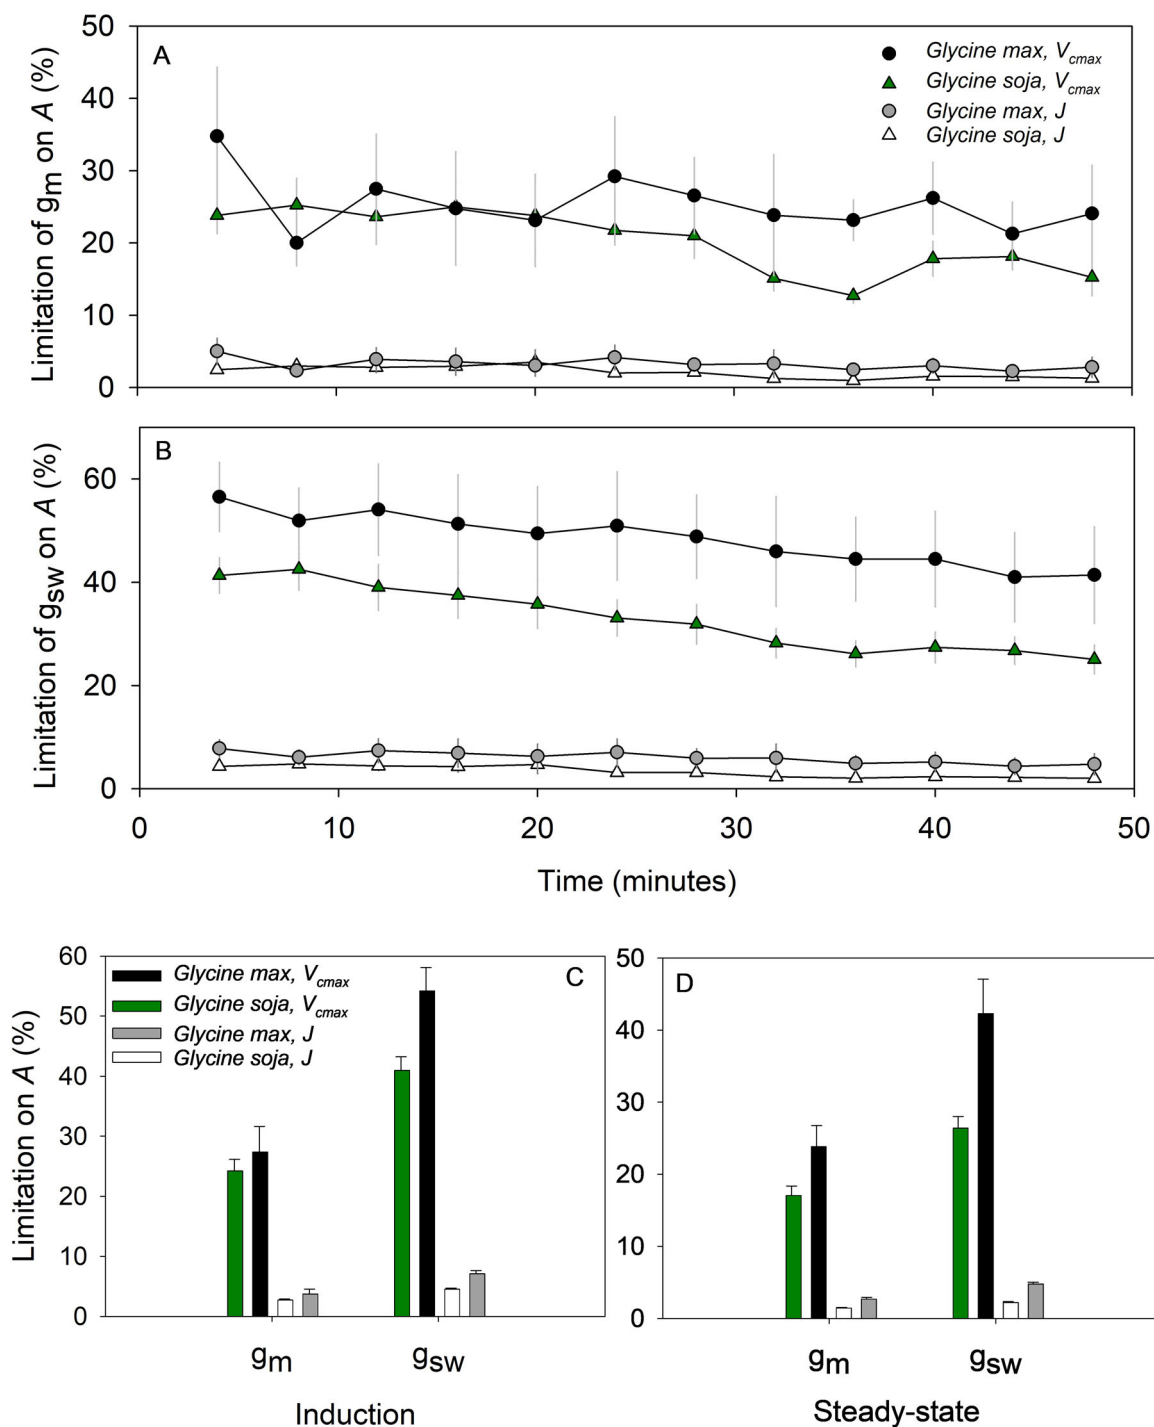 A
Glycine max, Vcmax
Glycine soja, Vcmax
Glycine max, J
Glycine soja, J
Limitation of gm on A (%)
50
40
30
20
10
0
B
Limitation of gsw on A (%)
60
40
20
0
0 10 20 30 40 50
Time (minutes)
C
Glycine max, Vcmax
Glycine soja, Vcmax
Glycine max, J
Glycine soja, J
Limitation on A (%)
60
50
40
30
20
10
0
gm gsw
Induction
D
50
40
30
20
10
0
gm gsw
Steady-state